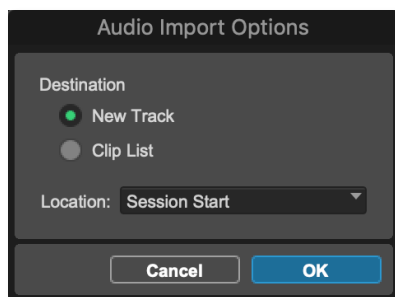 Audio Import Options
Destination
New Track
Clip List
Location: Session Start
Cancel OK